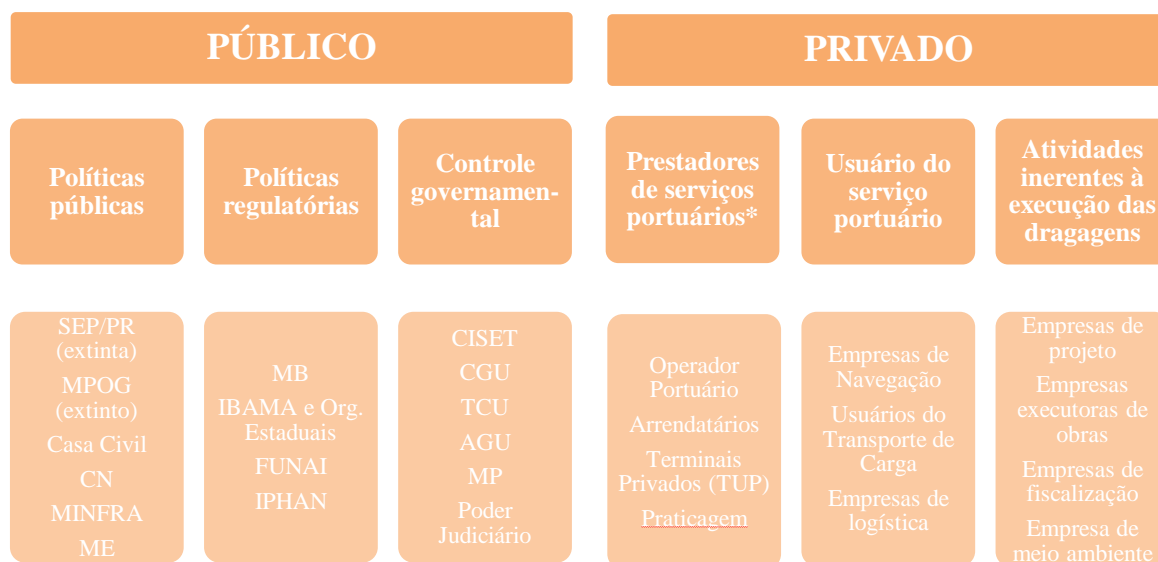 PÚBLICO
PRIVADO
Políticas
públicas
Políticas
regulatórias
Controle
governamen-
tal
Prestadores
de serviços
portuários*
Usuário do
serviço
portuário
Atividades
inerentes à
execução das
dragagens
SEP/PR
(extinta)
MPOG
(extinto)
Casa Civil
CN
MINFRA
ME
MB
IBAMA e Org.
Estaduais
FUNAI
IPHAN
CISET
CGU
TCU
AGU
MP
Poder
Judiciário
Operador
Portuário
Arrendatários
Terminais
Privados (TUP)
Praticagem
Empresas de
Navegação
Usuários do
Transporte de
Carga
Empresas de
logística
Empresas de
projeto
Empresas
executoras de
obras
Empresas de
fiscalização
Empresa de
meio ambiente